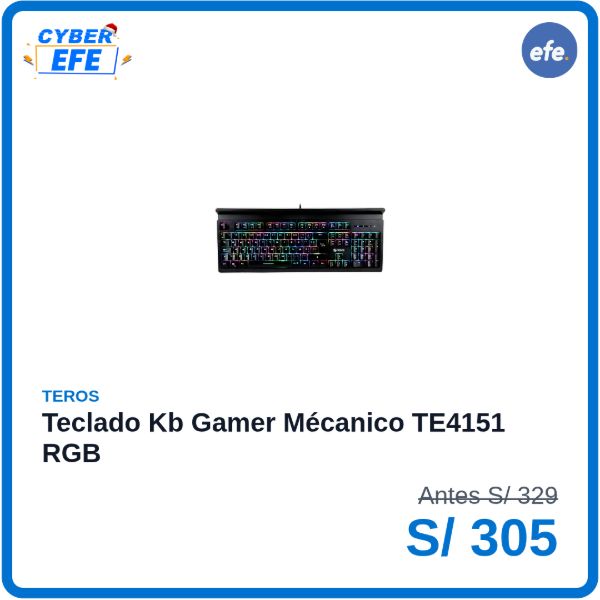 CYBER
EFE
efe.
TEROS
Teclado Kb Gamer Mécanico TE4151
RGB
Antes S/ 329
S/ 305